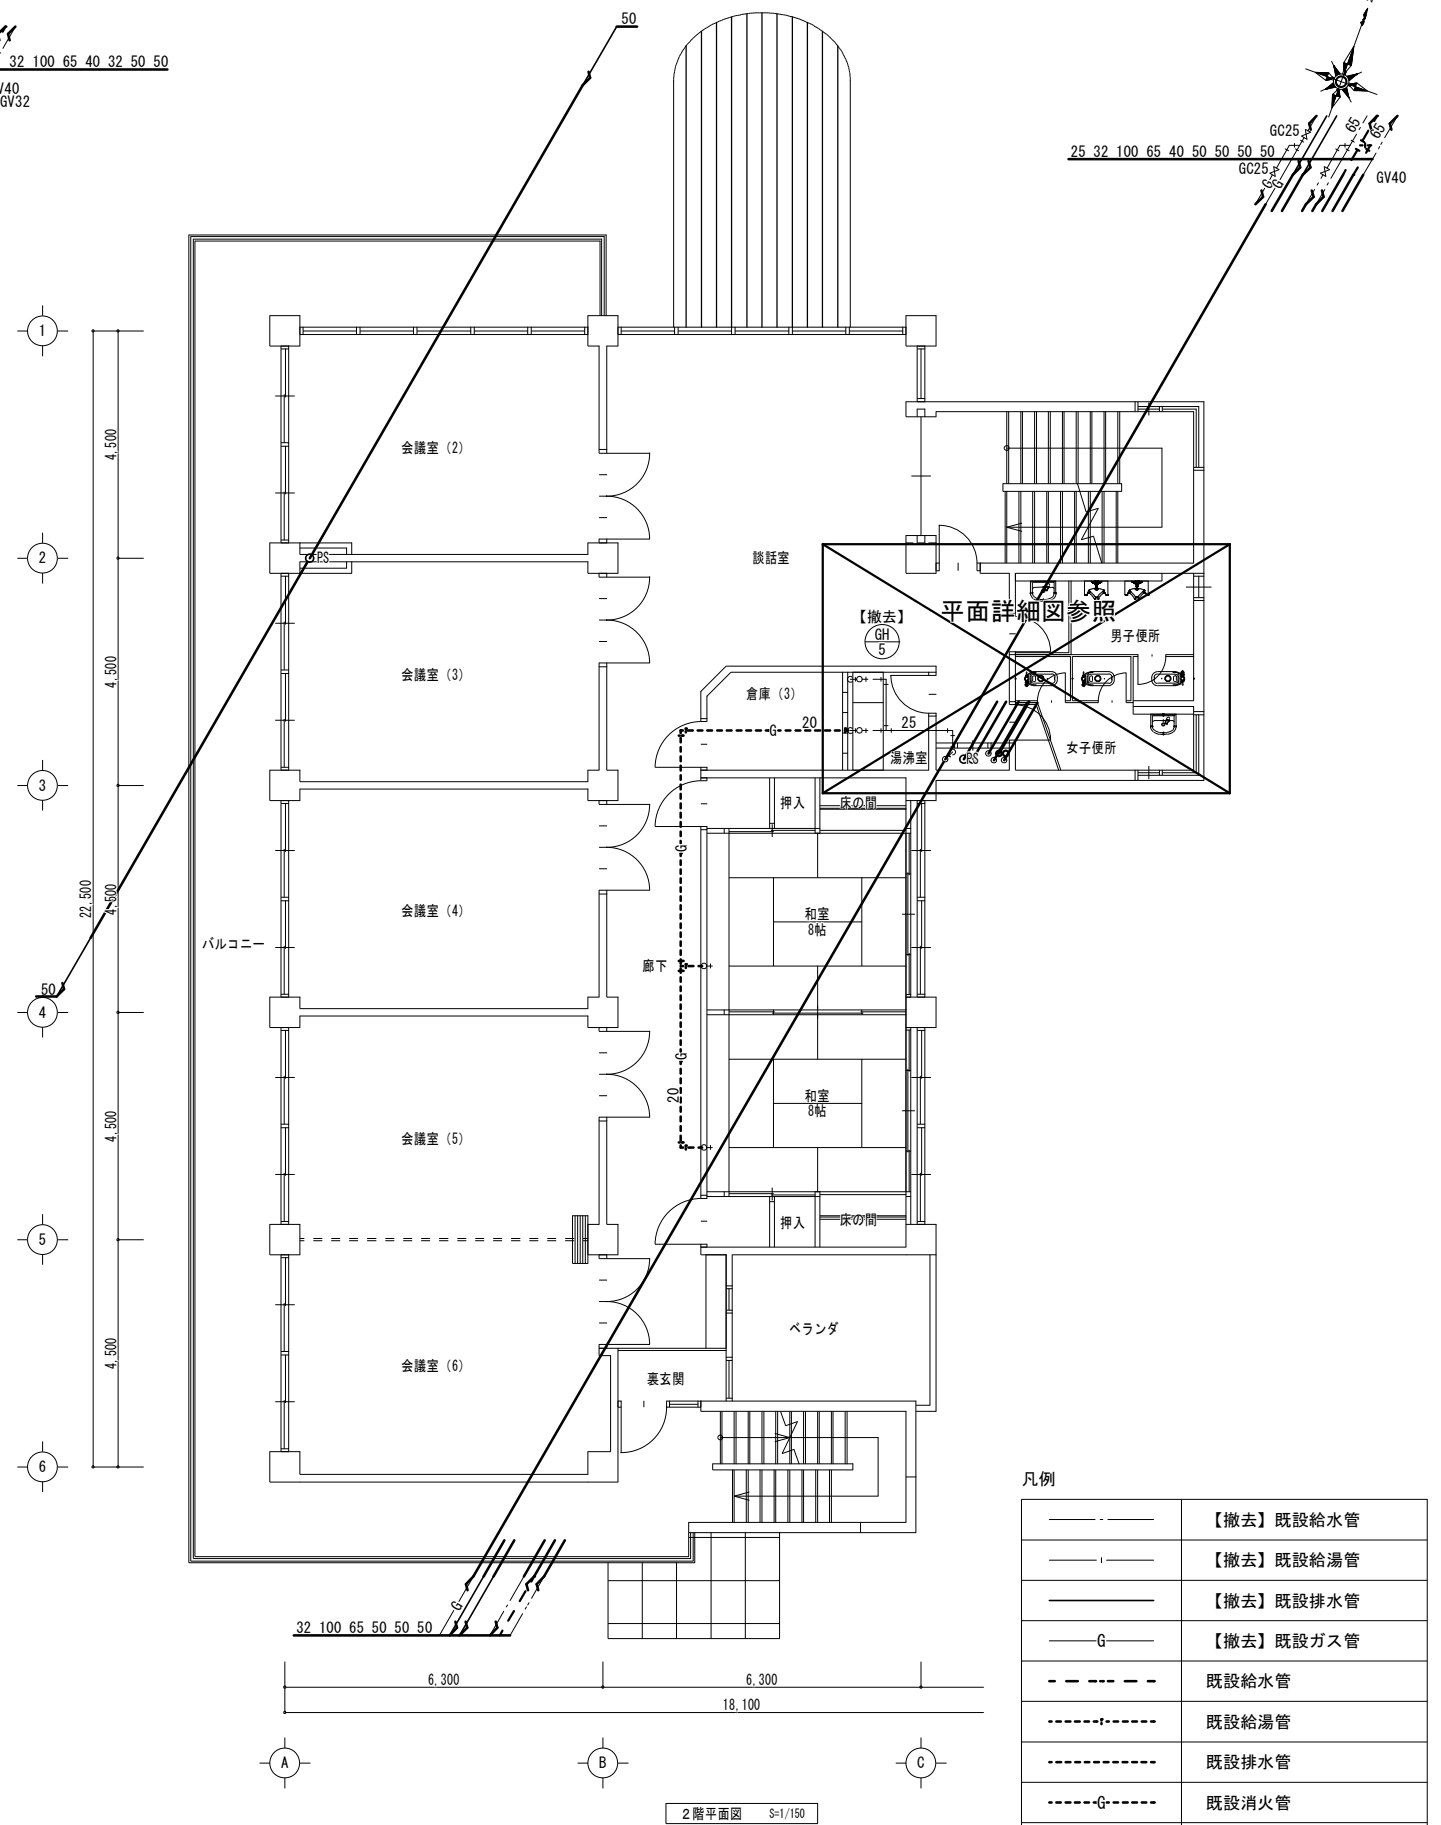 50
32 100 65 40 32 50 50
V40
GV32
GC25
65
65
25 32 100 65 40 50 50 50 50
GC25
GV40
G
G
1
4,500
会議室 (2)
2
PS
談話室
平面詳細図参照
【撤去】
GH
5
男子便所
4,500
会議室 (3)
倉庫 (3)
20
G
25
湯沸室
PS
女子便所
3
押入
床の間
G
22,500
4,500
会議室 (4)
和室
8帖
バルコニー
廊下
50
4
G
20
和室
8帖
4,500
会議室 (5)
押入
床の間
5
ベランダ
4,500
会議室 (6)
裏玄関
6
G
32 100 65 50 50 50
6,300
6,300
18,100
A
B
C
2階平面図 S=1/150
凡例
【撤去】既設給水管
【撤去】既設給湯管
【撤去】既設排水管
G
【撤去】既設ガス管
既設給水管
既設給湯管
既設排水管
G
既設消火管